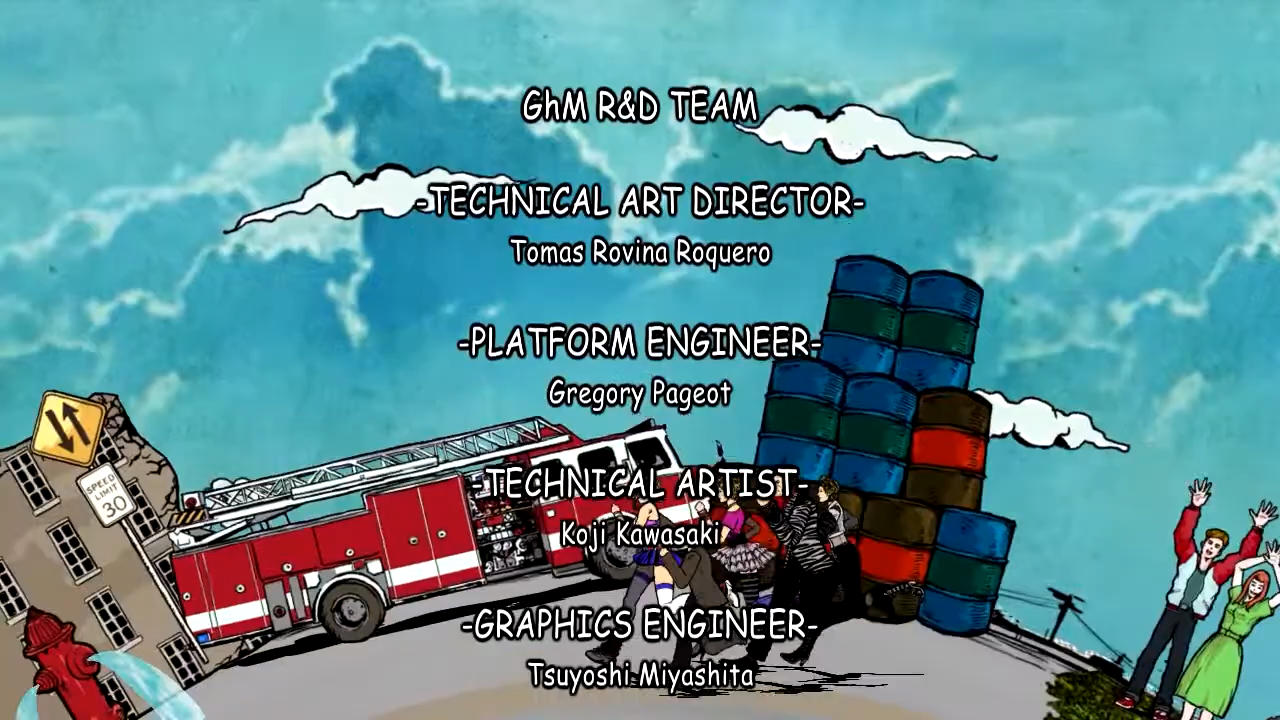 GhM R&D TEAM
-TECHNICAL ART DIRECTOR-
Tomas Rovina Roquero
-PLATFORM ENGINEER-
Gregory Pageot
-TECHNICAL ARTIST-
SPEED
LIMIT
30
Koji Kawasaki
-GRAPHICS ENGINEER-
Tsuyoshi Miyashita